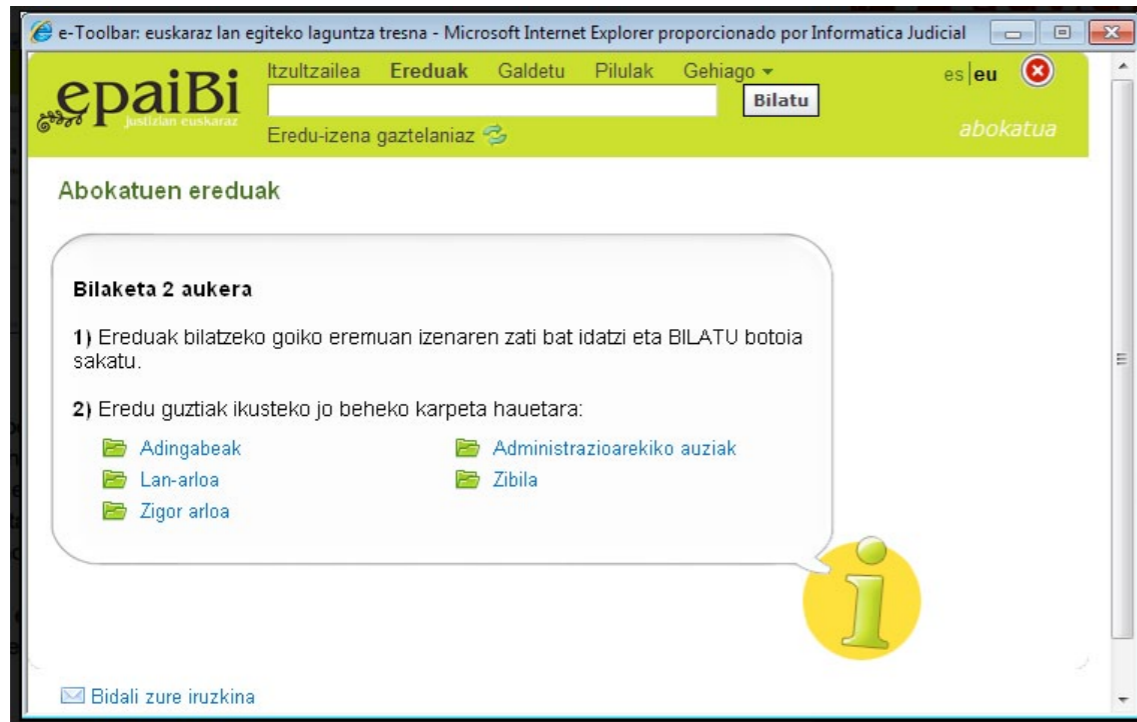 e-Toolbar: euskaraz lan egiteko laguntza tresna - Microsoft Internet Explorer proporcionado por Informatica Judicial
epaiBi
justizian euskaraz
Itzultzailea Ereduak Galdetu Pilulak Gehiago
es|eu
Bilatu
Eredu-izena gaztelaniaz
abokatua
Abokatuen ereduak
Bilaketa 2 aukera
1) Ereduak bilatzeko goiko eremuan izenaren zati bat idatzi eta BILATU botoia
sakatu.
2) Eredu guztiak ikusteko jo beheko karpeta hauetara:
Adingabeak Administrazioarekiko auziak
Lan-arloa Zibila
Zigor arloa
i
Bidali zure iruzkina